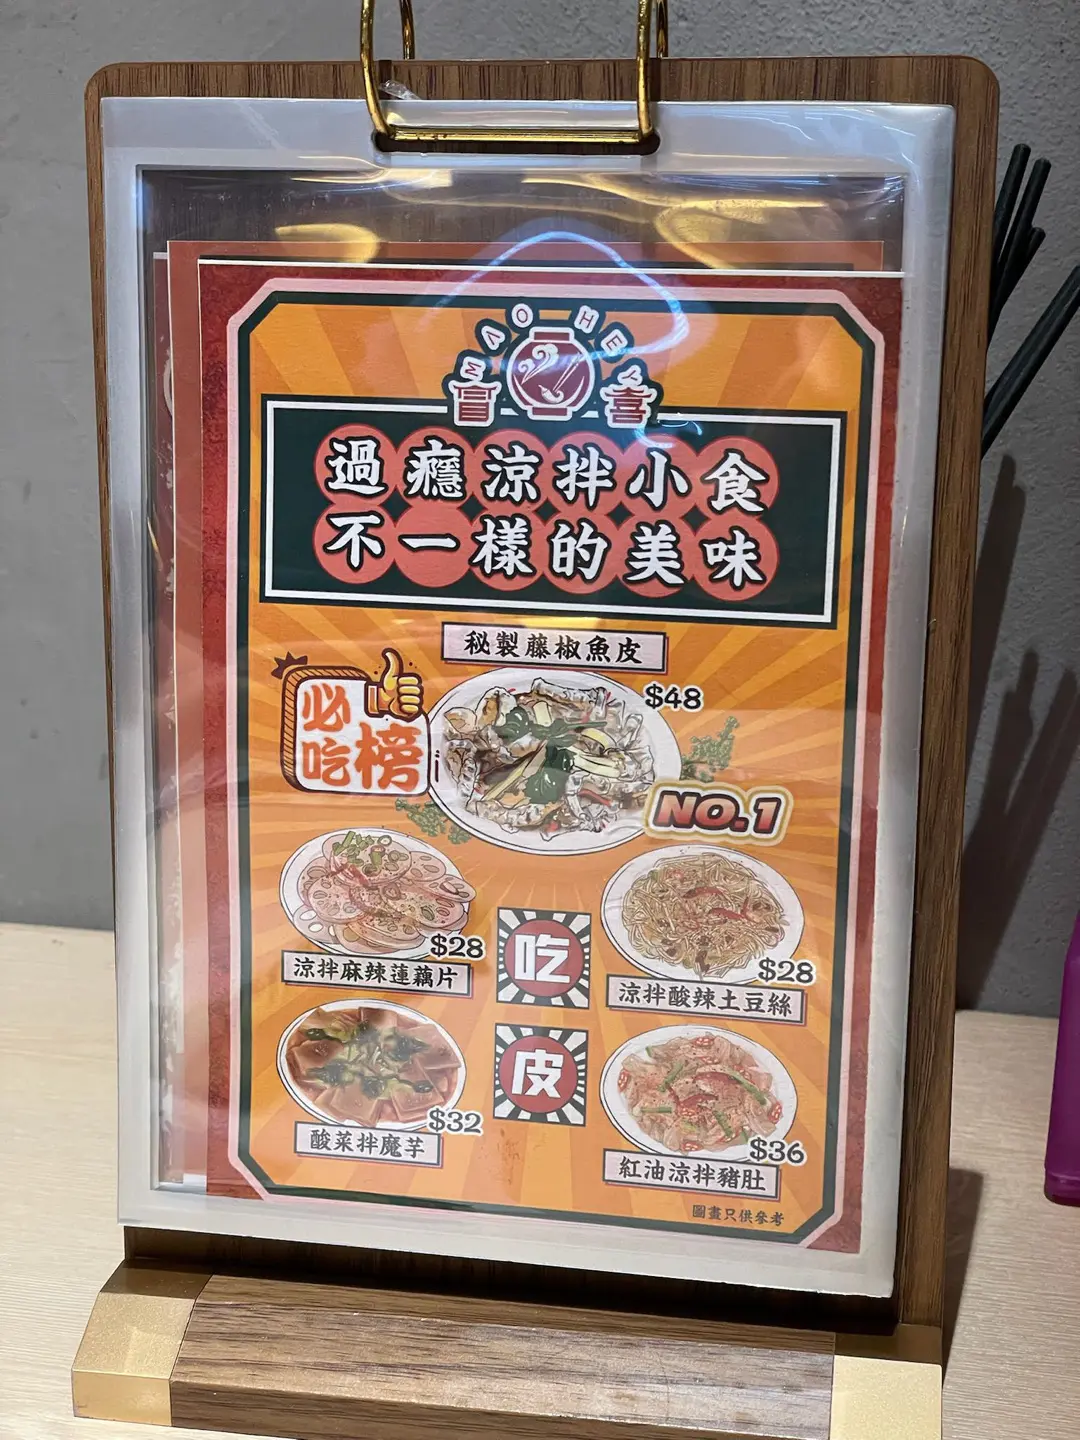 MAO HEY
冒 喜
過癮涼拌小食
不一樣的美味
秘製藤椒魚皮
$48
必吃榜
NO.1
$28
涼拌麻辣蓮藕片
吃
$28
涼拌酸辣土豆絲
皮
$32
酸菜拌魔芋
$36
紅油涼拌豬肚
圖畫只供參考